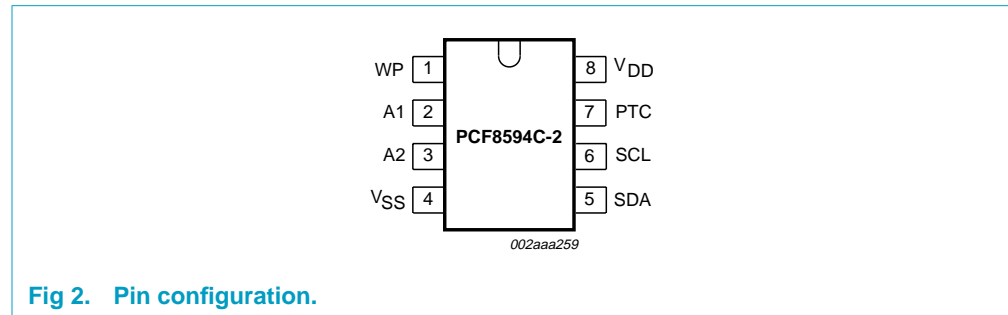 WP 1 8 VDD
A1 2 7 PTC
PCF8594C-2
A2 3 6 SCL
VSS 4 5 SDA
002aaa259
Fig 2. Pin configuration.